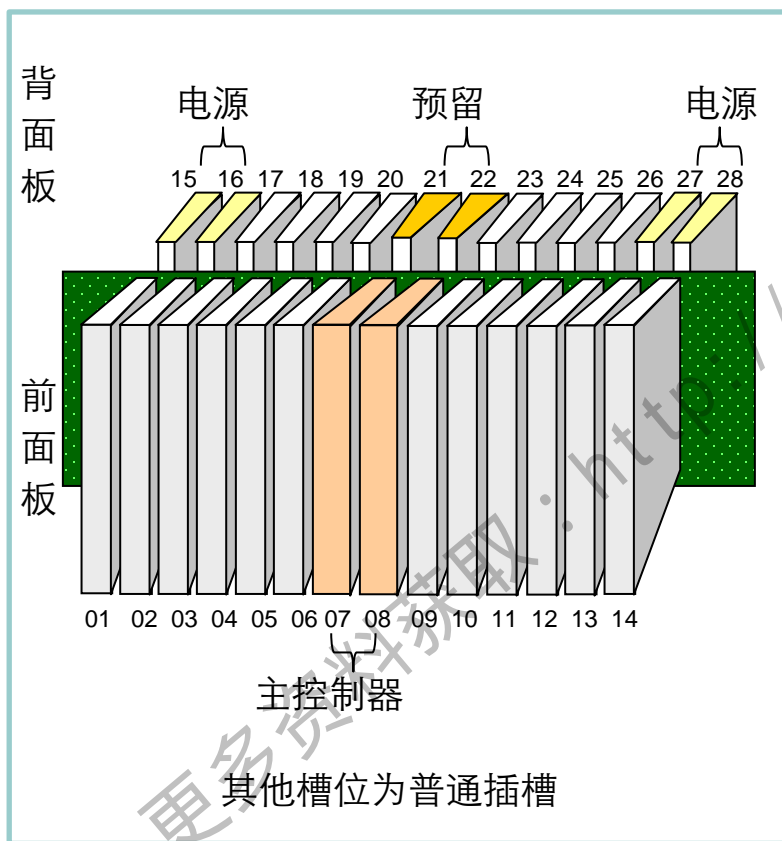 背面板
电源 预留 电源
15 16 17 18 19 20 21 22 23 24 25 26 27 28
前面板
01 02 03 04 05 06 07 08 09 10 11 12 13 14
主控制器
其他槽位为普通插槽
更多资料获取：http://